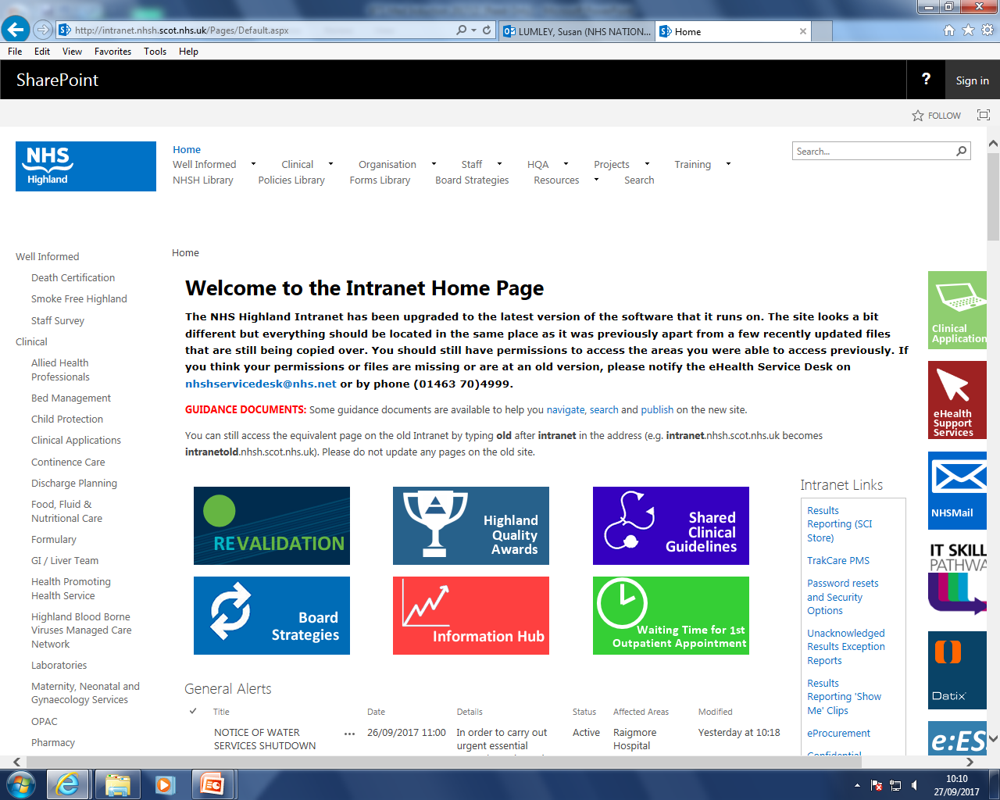 http://intranet.nhsh.scot.nhs.uk/Pages/Default.aspx
LUMLEY, Susan (NHS NATION...
Home
File Edit View Favorites Tools Help
SharePoint
? Sign in
FOLLOW
NHS
Highland
Home
Well Informed Clinical Organisation Staff HQA Projects Training
NHSH Library Policies Library Forms Library Board Strategies Resources Search
Search...
Well Informed
Death Certification
Smoke Free Highland
Staff Survey
Clinical
Allied Health
Professionals
Bed Management
Child Protection
Clinical Applications
Continence Care
Discharge Planning
Food, Fluid &
Nutritional Care
Formulary
GI / Liver Team
Health Promoting
Health Service
Highland Blood Borne
Viruses Managed Care
Network
Laboratories
Maternity, Neonatal and
Gynaecology Services
OPAC
Pharmacy
Home
Welcome to the Intranet Home Page
The NHS Highland Intranet has been upgraded to the latest version of the software that it runs on. The site looks a bit
different but everything should be located in the same place as it was previously apart from a few recently updated files
that are still being copied over. You should still have permissions to access the areas you were able to access previously. If
you think your permissions or files are missing or are at an old version, please notify the eHealth Service Desk on
nhshservicedesk@nhs.net or by phone (01463 70)4999.
GUIDANCE DOCUMENTS: Some guidance documents are available to help you navigate, search and publish on the new site.
You can still access the equivalent page on the old Intranet by typing old after intranet in the address (e.g. intranet.nhsh.scot.nhs.uk becomes
intranetold.nhsh.scot.nhs.uk). Please do not update any pages on the old site.
REVALIDATION
Highland
Quality
Awards
Shared
Clinical
Guidelines
Board
Strategies
Information Hub
Waiting Time for 1st
Outpatient Appointment
General Alerts
Title Date Details Status Affected Areas Modified
NOTICE OF WATER ... 26/09/2017 11:00 In order to carry out Active Raigmore Yesterday at 10:18
SERVICES SHUTDOWN urgent essential Hospital
Intranet Links
Results
Reporting (SCI
Store)
TrakCare PMS
Password resets
and Security
Options
Unacknowledged
Results Exception
Reports
Results
Reporting 'Show
Me' Clips
eProcurement
Confidential
Clinical
Application
eHealth
Support
Services
NHSMail
IT SKILL
PATHWA
Datix
e:ES
10:10
27/09/2017